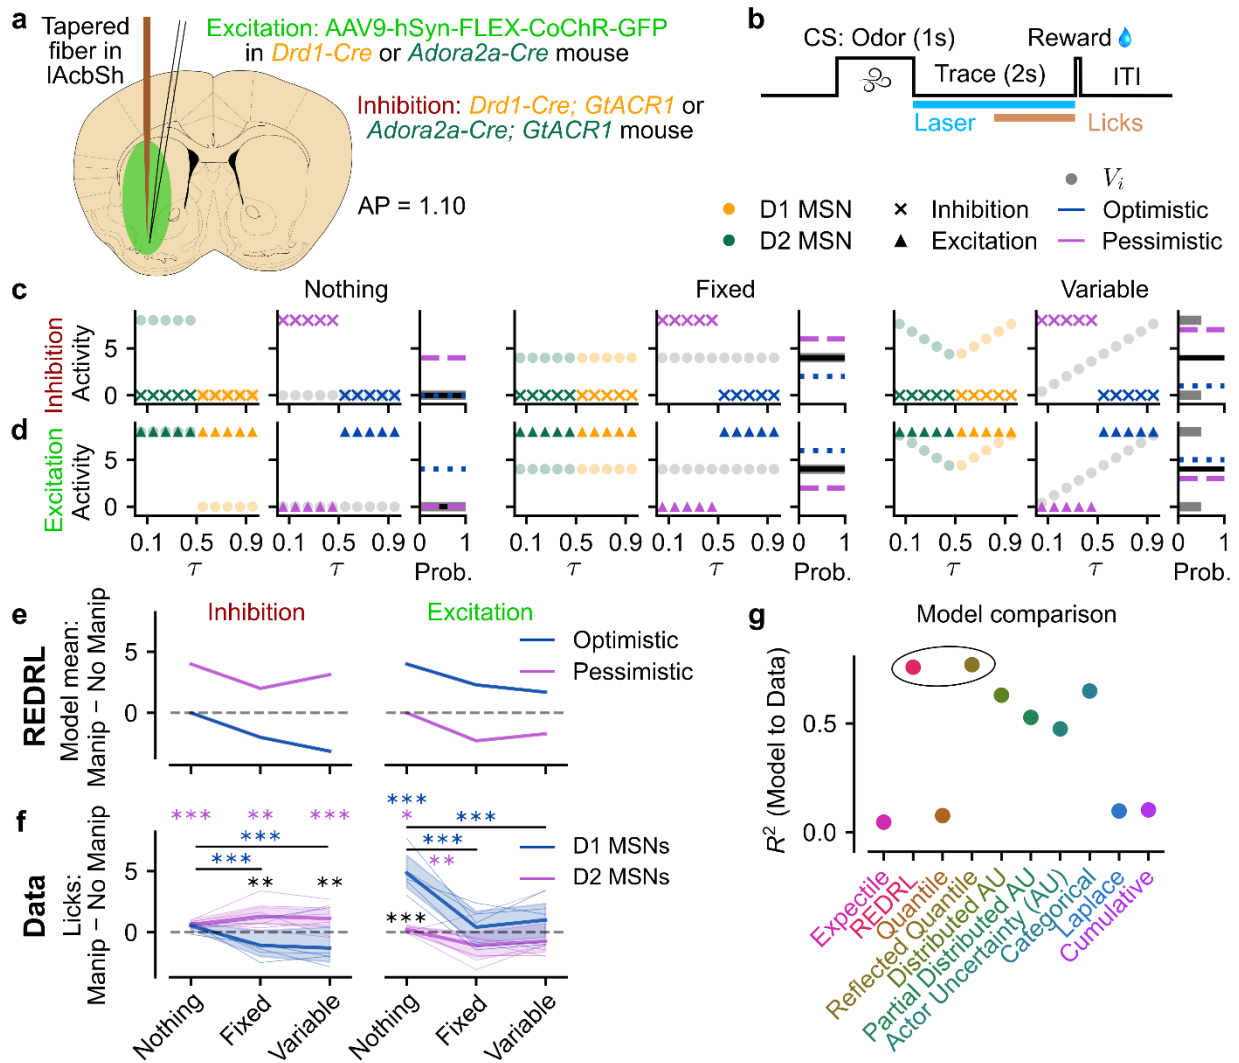 a
Tapered
fiber in
lAcbSh
Excitation: AAV9-hSyn-FLEX-CoChR-GFP
in Drd1-Cre or Adora2a-Cre mouse
Inhibition: Drd1-Cre; GtACR1 or
Adora2a-Cre; GtACR1 mouse
AP = 1.10
b
CS: Odor (1s)
Reward
Trace (2s)
ITI
Laser
Licks
V_i
D1 MSN
Inhibition
Optimistic
D2 MSN
Excitation
Pessimistic
c
Nothing
Fixed
Variable
Inhibition
Activity
5
0
d
Excitation
Activity
5
0
0.1 0.5 0.9
0.1 0.5 0.9
0 1
0.1 0.5 0.9
0.1 0.5 0.9
0 1
0.1 0.5 0.9
0.1 0.5 0.9
0 1
τ
τ
Prob.
τ
τ
Prob.
τ
τ
Prob.
e
Inhibition
Excitation
REDRL
Model mean:
Manip − No Manip
5
0
Optimistic
Pessimistic
f
Data
Licks:
Manip − No Manip
5
0
*** ** ***
***
***
** **
***
*
***
***
**
***
D1 MSNs
D2 MSNs
Nothing
Fixed
Variable
Nothing
Fixed
Variable
g
Model comparison
R² (Model to Data)
0.5
0.0
Expectile
REDRL
Quantile
Reflected Quantile
Distributed AU
Partial Distributed AU
Actor Uncertainty (AU)
Categorical
Laplace
Cumulative